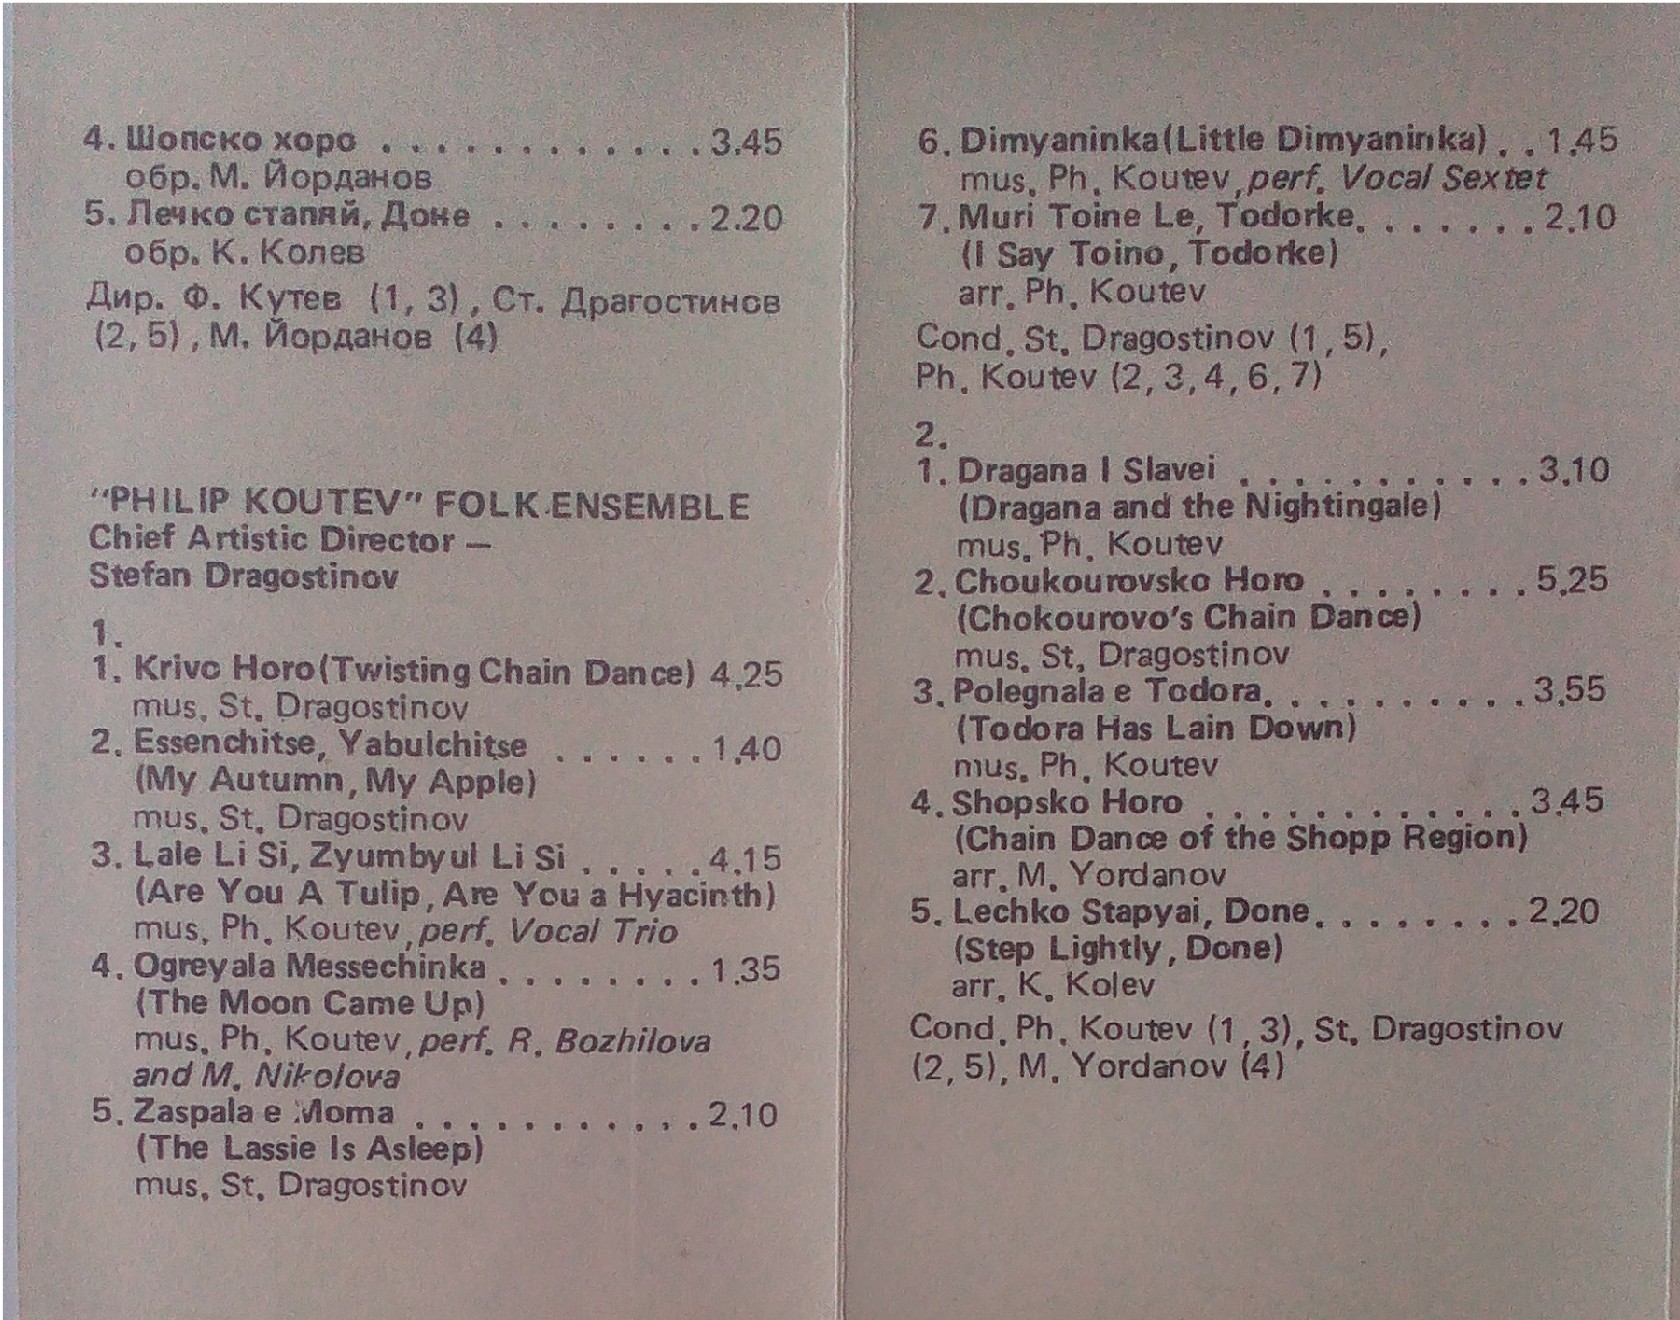 4. Шопско хоро . . . . . . . . . . . . . 3.45
обр. М. Йорданов
5. Лечко стапяй, Доне . . . . . . . . 2.20
обр. К. Колев
Дир. Ф. Кутев (1, 3), Ст. Драгостинов
(2, 5), М. Йорданов (4)
"PHILIP KOUTEV" FOLK ENSEMBLE
Chief Artistic Director —
Stefan Dragostinov
1.
1. Krivo Horo (Twisting Chain Dance) 4.25
mus. St. Dragostinov
2. Essenchitse, Yabulchitse . . . . . . 1.40
(My Autumn, My Apple)
mus. St. Dragostinov
3. Lale Li Si, Zyumbyul Li Si . . . . . 4.15
(Are You A Tulip, Are You a Hyacinth)
mus. Ph. Koutev, perf. Vocal Trio
4. Ogreyala Messechinka . . . . . . . . 1.35
(The Moon Came Up)
mus. Ph. Koutev, perf. R. Bozhilova
and M. Nikolova
5. Zaspala e Moma . . . . . . . . . . . 2.10
(The Lassie Is Asleep)
mus. St. Dragostinov
6. Dimyaninka (Little Dimyaninka) . . 1.45
mus. Ph. Koutev, perf. Vocal Sextet
7. Muri Toine Le, Todorke. . . . . . . 2.10
(I Say Toino, Todorke)
arr. Ph. Koutev
Cond. St. Dragostinov (1, 5),
Ph. Koutev (2, 3, 4, 6, 7)
2.
1. Dragana I Slavei . . . . . . . . . . . 3.10
(Dragana and the Nightingale)
mus. Ph. Koutev
2. Choukourovsko Horo . . . . . . . . 5.25
(Chokourovo's Chain Dance)
mus. St. Dragostinov
3. Polegnala e Todora. . . . . . . . . . 3.55
(Todora Has Lain Down)
mus. Ph. Koutev
4. Shopsko Horo . . . . . . . . . . . . 3.45
(Chain Dance of the Shopp Region)
arr. M. Yordanov
5. Lechko Stapyai, Done. . . . . . . . 2.20
(Step Lightly, Done)
arr. K. Kolev
Cond. Ph. Koutev (1, 3), St. Dragostinov
(2, 5), M. Yordanov (4)